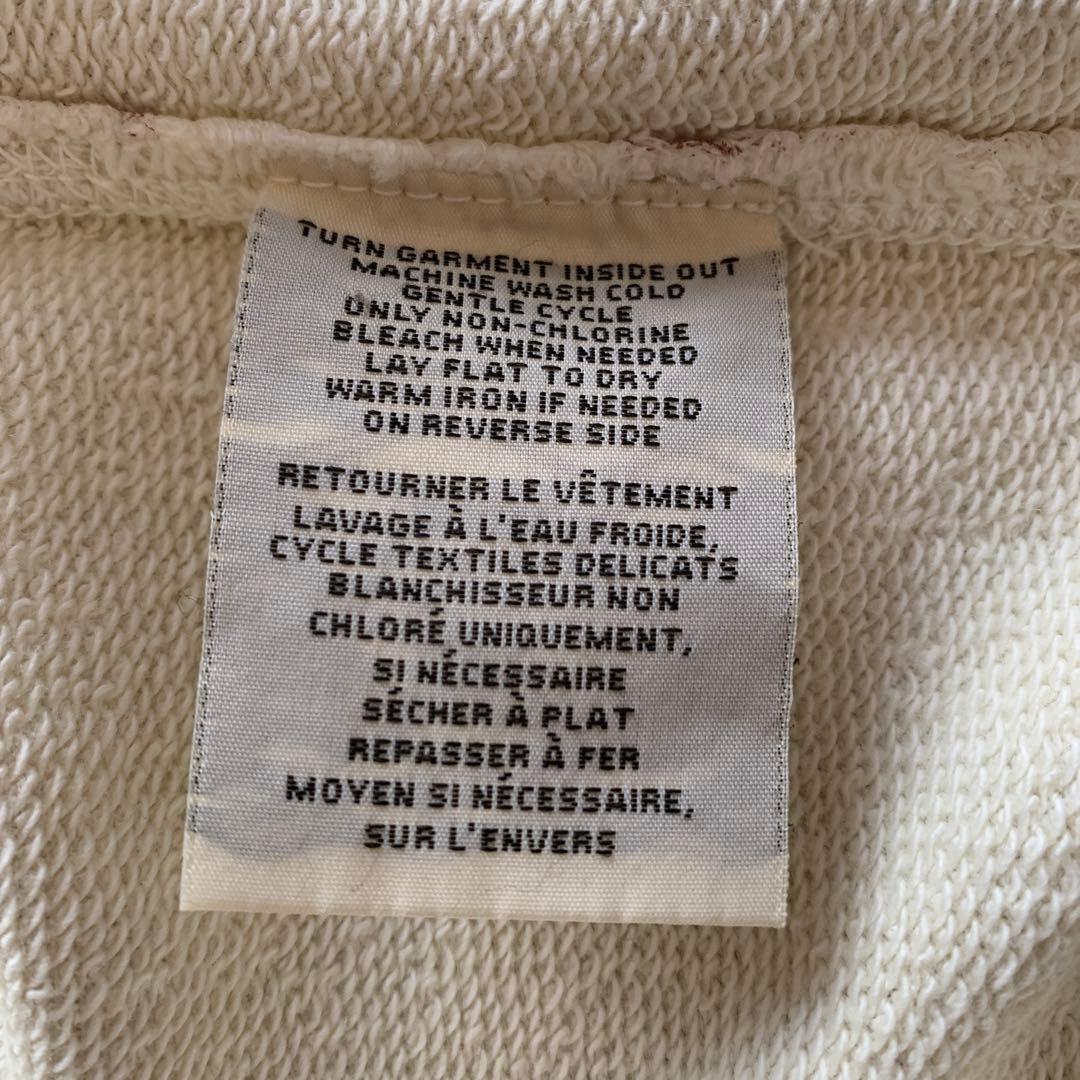 TURN GARMENT INSIDE OUT
MACHINE WASH COLD
GENTLE CYCLE
ONLY NON-CHLORINE
BLEACH WHEN NEEDED
LAY FLAT TO DRY
WARM IRON IF NEEDED
ON REVERSE SIDE
RETOURNER LE VÊTEMENT
LAVAGE À L'EAU FROIDE,
CYCLE TEXTILES DELICATS
BLANCHISSEUR NON
CHLORÉ UNIQUEMENT,
SI NÉCESSAIRE
SÉCHER À PLAT
REPASSER À FER
MOYEN SI NÉCESSAIRE,
SUR L'ENVERS